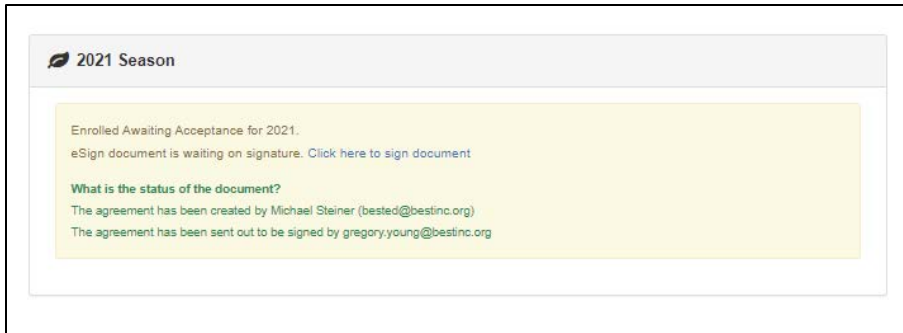 2021 Season
Enrolled Awaiting Acceptance for 2021.
eSign document is waiting on signature. Click here to sign document
What is the status of the document?
The agreement has been created by Michael Steiner (bested@bestinc.org)
The agreement has been sent out to be signed by gregory.young@bestinc.org